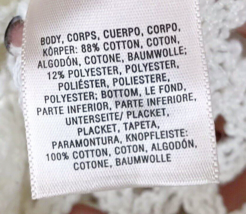 BODY, CORPS, CUERPO, CORPO,
KÖRPER: 88% COTTON, COTON,
ALGODÓN, COTONE, BAUMWOLLE;
12% POLYESTER, POLYESTER,
POLIÉSTER, POLIESTERE,
POLYESTER; BOTTOM, LE FOND,
PARTE INFERIOR, PARTE INFERIORE,
UNTERSEITE/ PLACKET,
PLACKET, TAPETA,
PARAMONTURA, KNOPFLEISTE:
100% COTTON, COTON, ALGODÓN,
COTONE, BAUMWOLLE